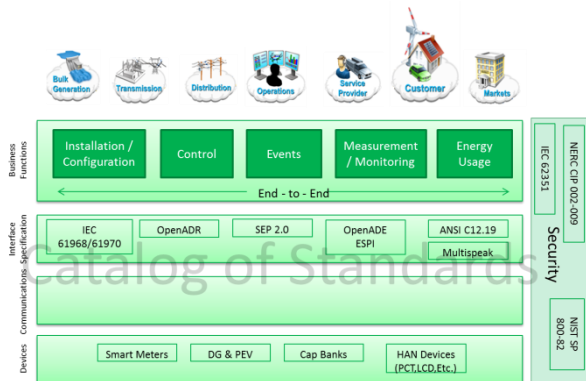 Bulk
Generation
Transmission
Distribution
Operations
Service
Provider
Customer
Markets
Business
Functions
Installation /
Configuration
Control
Events
Measurement
/ Monitoring
Energy
Usage
End - to - End
Interface
Specification
IEC
61968/61970
OpenADR
SEP 2.0
OpenADE
ESPI
ANSI C12.19
Multispeak
Catalog of Standards
Communications
Devices
Smart Meters
DG & PEV
Cap Banks
HAN Devices
(PCT,LCD,Etc.)
IEC 62351
NERC CIP 002-009
Security
NIST SP
800-82